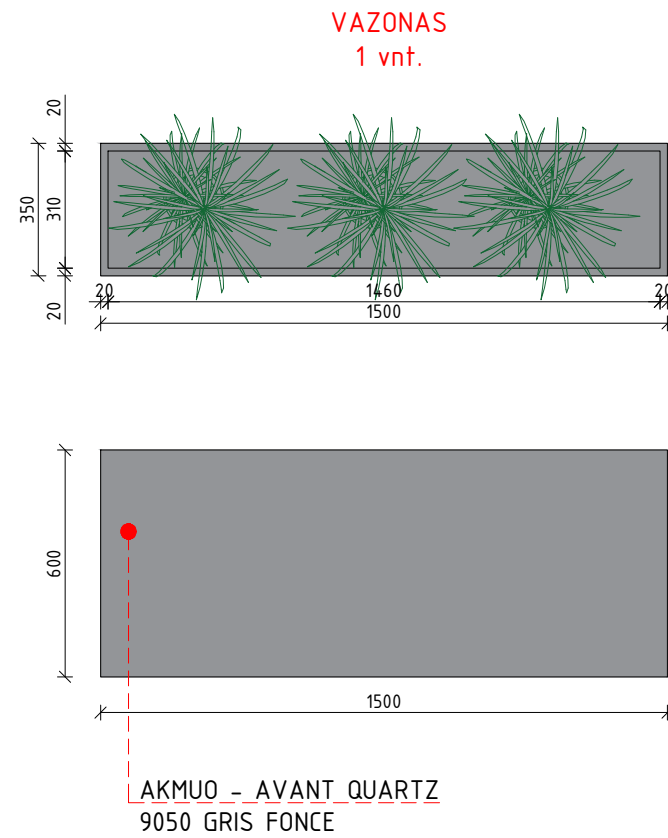 VAZONAS
1 vnt.
20
350
310
20
20
1460
20
1500
600
1500
AKMUO - AVANT QUARTZ
9050 GRIS FONCE